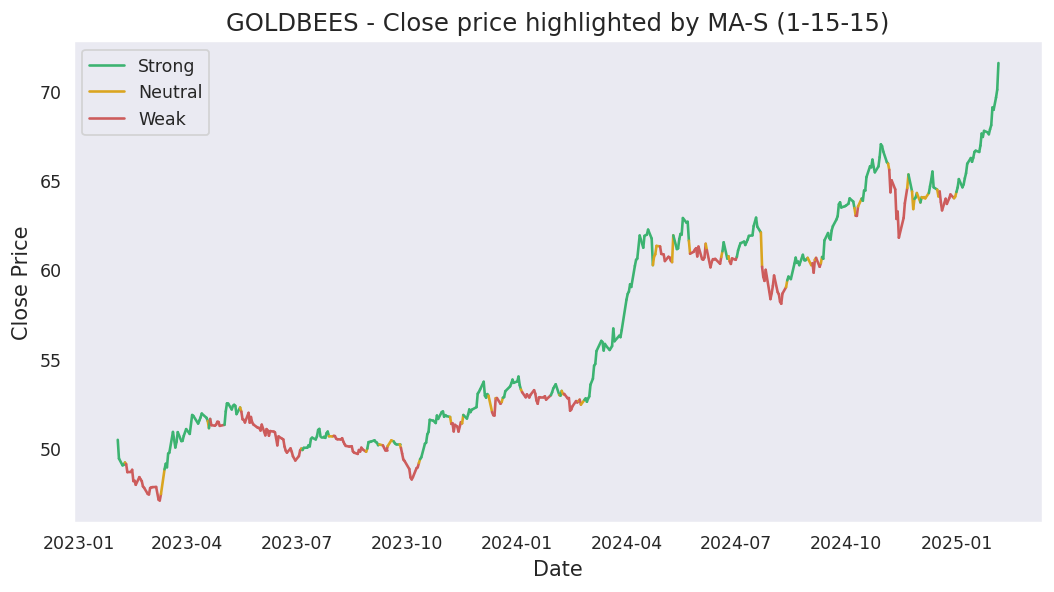 GOLDBEES - Close price highlighted by MA-S (1-15-15)
Strong
Neutral
Weak
70
65
60
55
50
Close Price
2023-01 2023-04 2023-07 2023-10 2024-01 2024-04 2024-07 2024-10 2025-01
Date